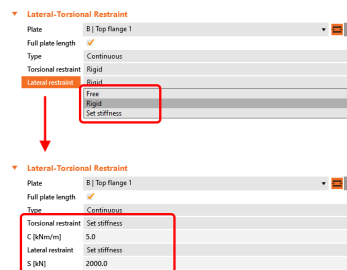 Lateral-Torsional Restraint
Plate B | Top flange 1
Full plate length
Type Continuous
Torsional restraint Rigid
Lateral restraint Rigid
Free
Rigid
Set stiffness
Lateral-Torsional Restraint
Plate B | Top flange 1
Full plate length
Type Continuous
Torsional restraint Set stiffness
C [kNm/m] 5.0
Lateral restraint Set stiffness
S [kN] 2000.0